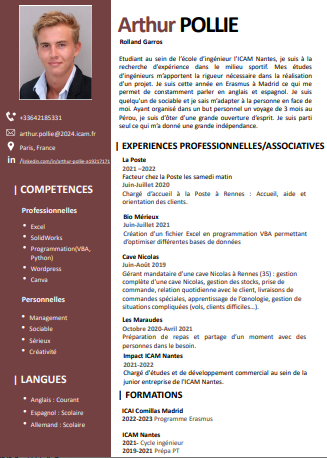 Arthur POLLIE
Rolland Garros
Etudiant au sein de l'école d'ingénieur l'ICAM Nantes, je suis à la
recherche d'expérience dans le milieu sportif. Mes études
d'ingénieurs m'apportent la rigueur nécessaire dans la réalisation
d'un projet. Je suis cette année en Erasmus à Madrid ce qui me
permet de constamment parler en anglais et espagnol. Je suis
quelqu'un de sociable et je sais m'adapter à la personne en face de
moi. Ayant organisé dans un but personnel un voyage de 3 mois au
Pérou, je suis d'ôter d'une grande ouverture d'esprit. Je suis parti
seul ce qui m'a donné une grande indépendance.
+33642185331
arthur.pollie@2024.icam.fr
Paris, France
| COMPETENCES
Professionnelles
• Excel
• SolidWorks
• Programmation(VBA,
Python)
• Wordpress
• Canva
Personnelles
• Management
• Sociable
• Sérieux
• Créativité
| LANGUES
• Anglais : Courant
• Espagnol : Scolaire
• Allemand : Scolaire
| EXPERIENCES PROFESSIONNELLES/ASSOCIATIVES
La Poste
2021 –2022
Facteur chez la Poste les samedi matin
Juin-Juillet 2020
Chargé d'accueil à la Poste à Rennes : Accueil, aide et
orientation des clients.
Bio Mérieux
Juin-Juillet 2021
Création d'un fichier Excel en programmation VBA permettant
d'optimiser différentes bases de données
Cave Nicolas
Juin-Août 2019
Gérant mandataire d'une cave Nicolas à Rennes (35) : gestion
complète d'une cave Nicolas, gestion des stocks, prise de
commande, relation quotidienne avec le client, livraisons de
commandes spéciales, apprentissage de l'œnologie, gestion de
situations compliquées (vols, clients difficiles...).
Les Maraudes
Octobre 2020-Avril 2021
Préparation de repas et partage d'un moment avec des
personnes dans le besoin.
Impact ICAM Nantes
2021-2022
Chargé d'études et de développement commercial au sein de la
junior entreprise de l'ICAM Nantes.
| FORMATIONS
ICAI Comillas Madrid
2022-2023 Programme Erasmus
ICAM Nantes
2021- Cycle ingénieur
2019-2021 Prépa PT